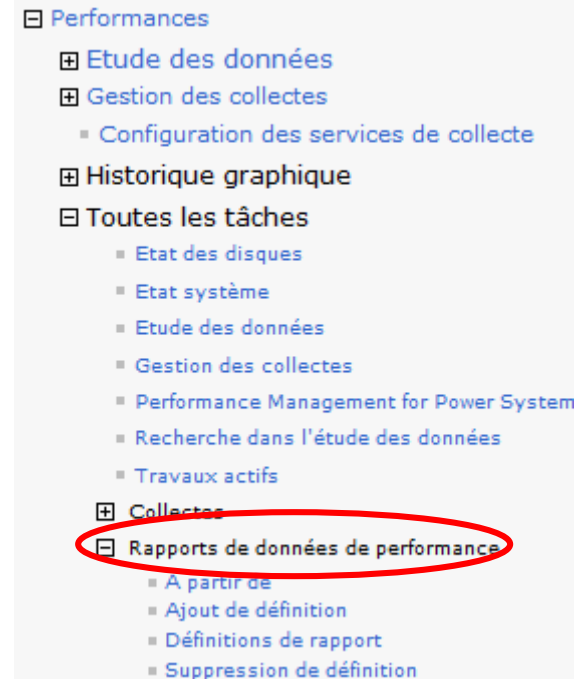 Performances
Etude des données
Gestion des collectes
Configuration des services de collecte
Historique graphique
Toutes les tâches
Etat des disques
Etat système
Etude des données
Gestion des collectes
Performance Management for Power System
Recherche dans l'étude des données
Travaux actifs
Collectes
Rapports de données de performance
A partir de
Ajout de définition
Définitions de rapport
Suppression de définition